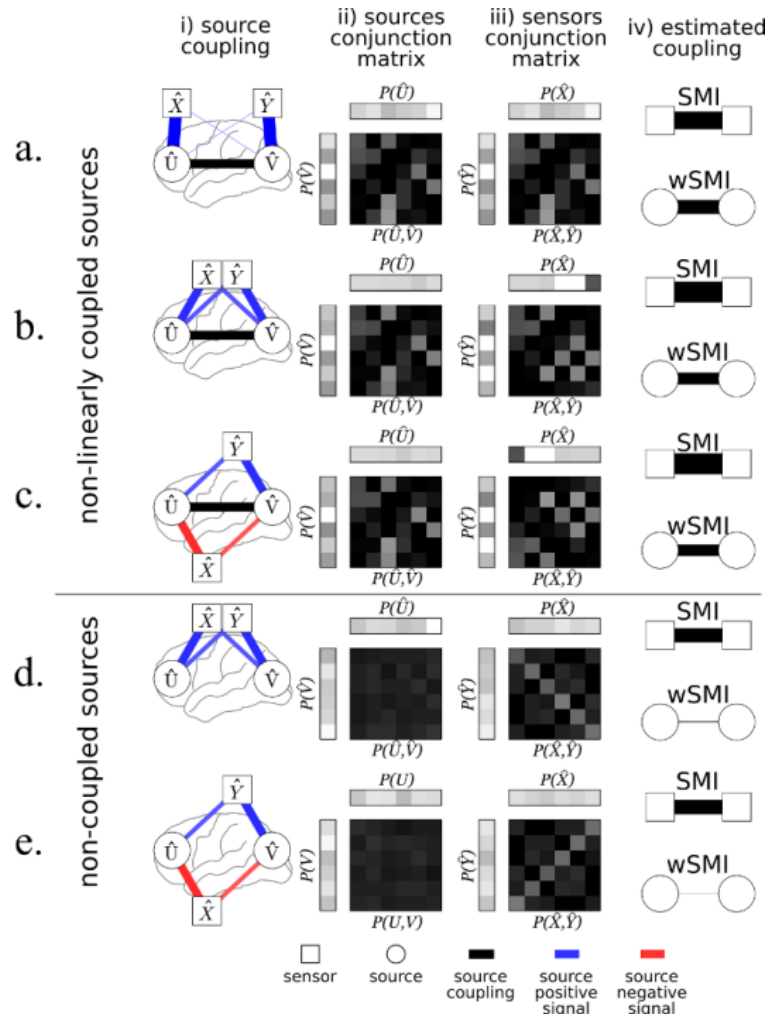 i) source
coupling
ii) sources
conjunction
matrix
iii) sensors
conjunction
matrix
iv) estimated
coupling
non-linearly coupled sources
a.
X̂
Ŷ
Û
V̂
P(Û)
P(V̂)
P(Û,V̂)
P(X̂)
P(Ŷ)
P(X̂,Ŷ)
SMI
wSMI
b.
X̂
Ŷ
Û
V̂
P(Û)
P(V̂)
P(Û,V̂)
P(X̂)
P(Ŷ)
P(X̂,Ŷ)
SMI
wSMI
c.
Ŷ
Û
V̂
X̂
P(Û)
P(V̂)
P(Û,V̂)
P(X̂)
P(Ŷ)
P(X̂,Ŷ)
SMI
wSMI
non-coupled sources
d.
X̂
Ŷ
Û
V̂
P(Û)
P(V̂)
P(Û,V̂)
P(X̂)
P(Ŷ)
P(X̂,Ŷ)
SMI
wSMI
e.
Ŷ
Û
V̂
X̂
P(U)
P(V)
P(U,V)
P(X̂)
P(Ŷ)
P(X̂,Ŷ)
SMI
wSMI
sensor
source
source
coupling
source
positive
signal
source
negative
signal